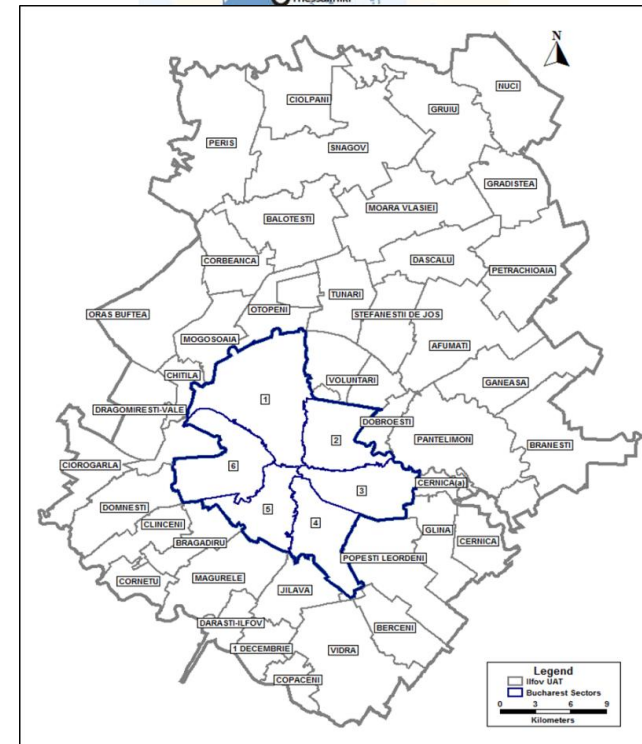 Thessaloniki
N
NUCI
CIOLPANI
GRUIU
PERIS
SNAGOV
GRADISTEA
MOARA VLASIEI
BALOTESTI
CORBEANCA
DASCALU
PETRACHIOAIA
TUNARI
OTOPENI
ORAS BUFTEA
STEFANESTII DE JOS
MOGOSOAIA
AFUMATI
CHITILA
VOLUNTARI
GANEASA
1
DRAGOMIRESTI-VALE
DOBROESTI
2
PANTELIMON
BRANESTI
CIOROGARLA
6
CERNICA(a)
3
DOMNESTI
5
CLINCENI
4
GLINA
BRAGADIRU
CERNICA
POPESTI LEORDENI
CORNETU
MAGURELE
JILAVA
DARASTI-ILFOV
BERCENI
1 DECEMBRIE
VIDRA
COPACENI
Legend
Ilfov UAT
Bucharest Sectors
0 3 6 9
Kilometers